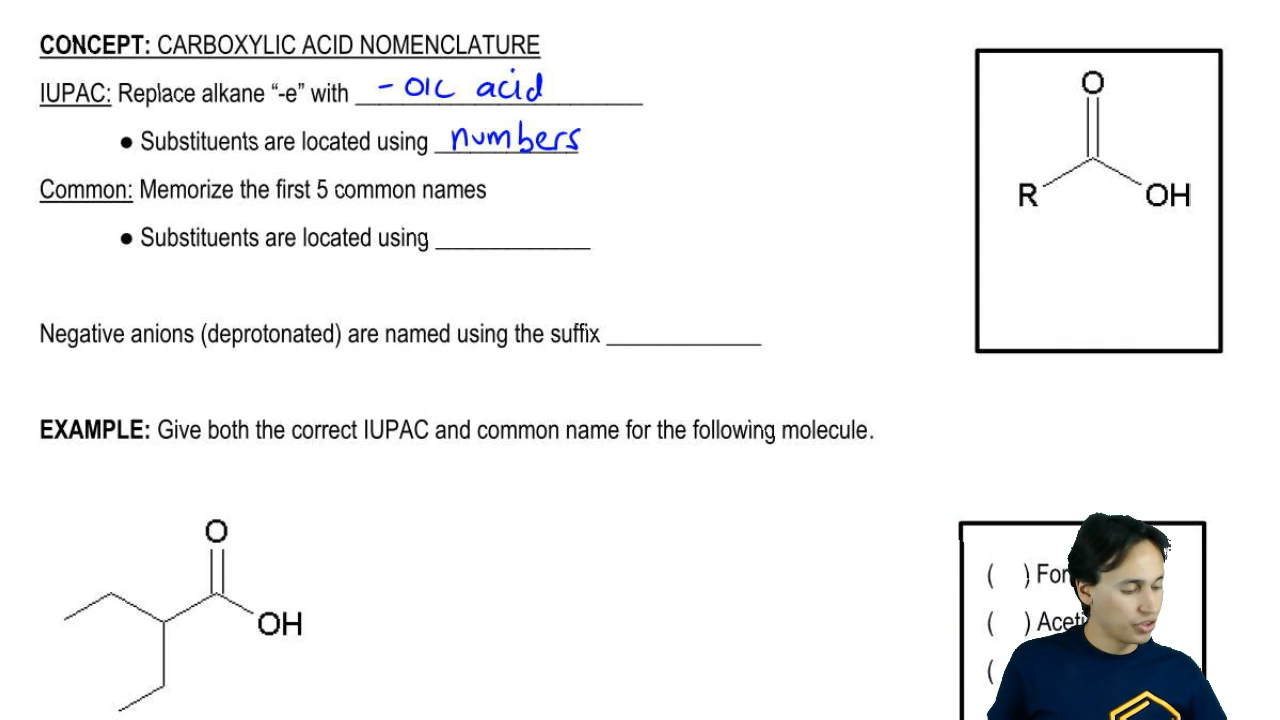 CONCEPT: CARBOXYLIC ACID NOMENCLATURE
IUPAC: Replace alkane “-e” with - oic acid
● Substituents are located using numbers
Common: Memorize the first 5 common names
● Substituents are located using ____________
Negative anions (deprotonated) are named using the suffix ____________
EXAMPLE: Give both the correct IUPAC and common name for the following molecule.
O
R
OH
O
OH
( )
( )
(